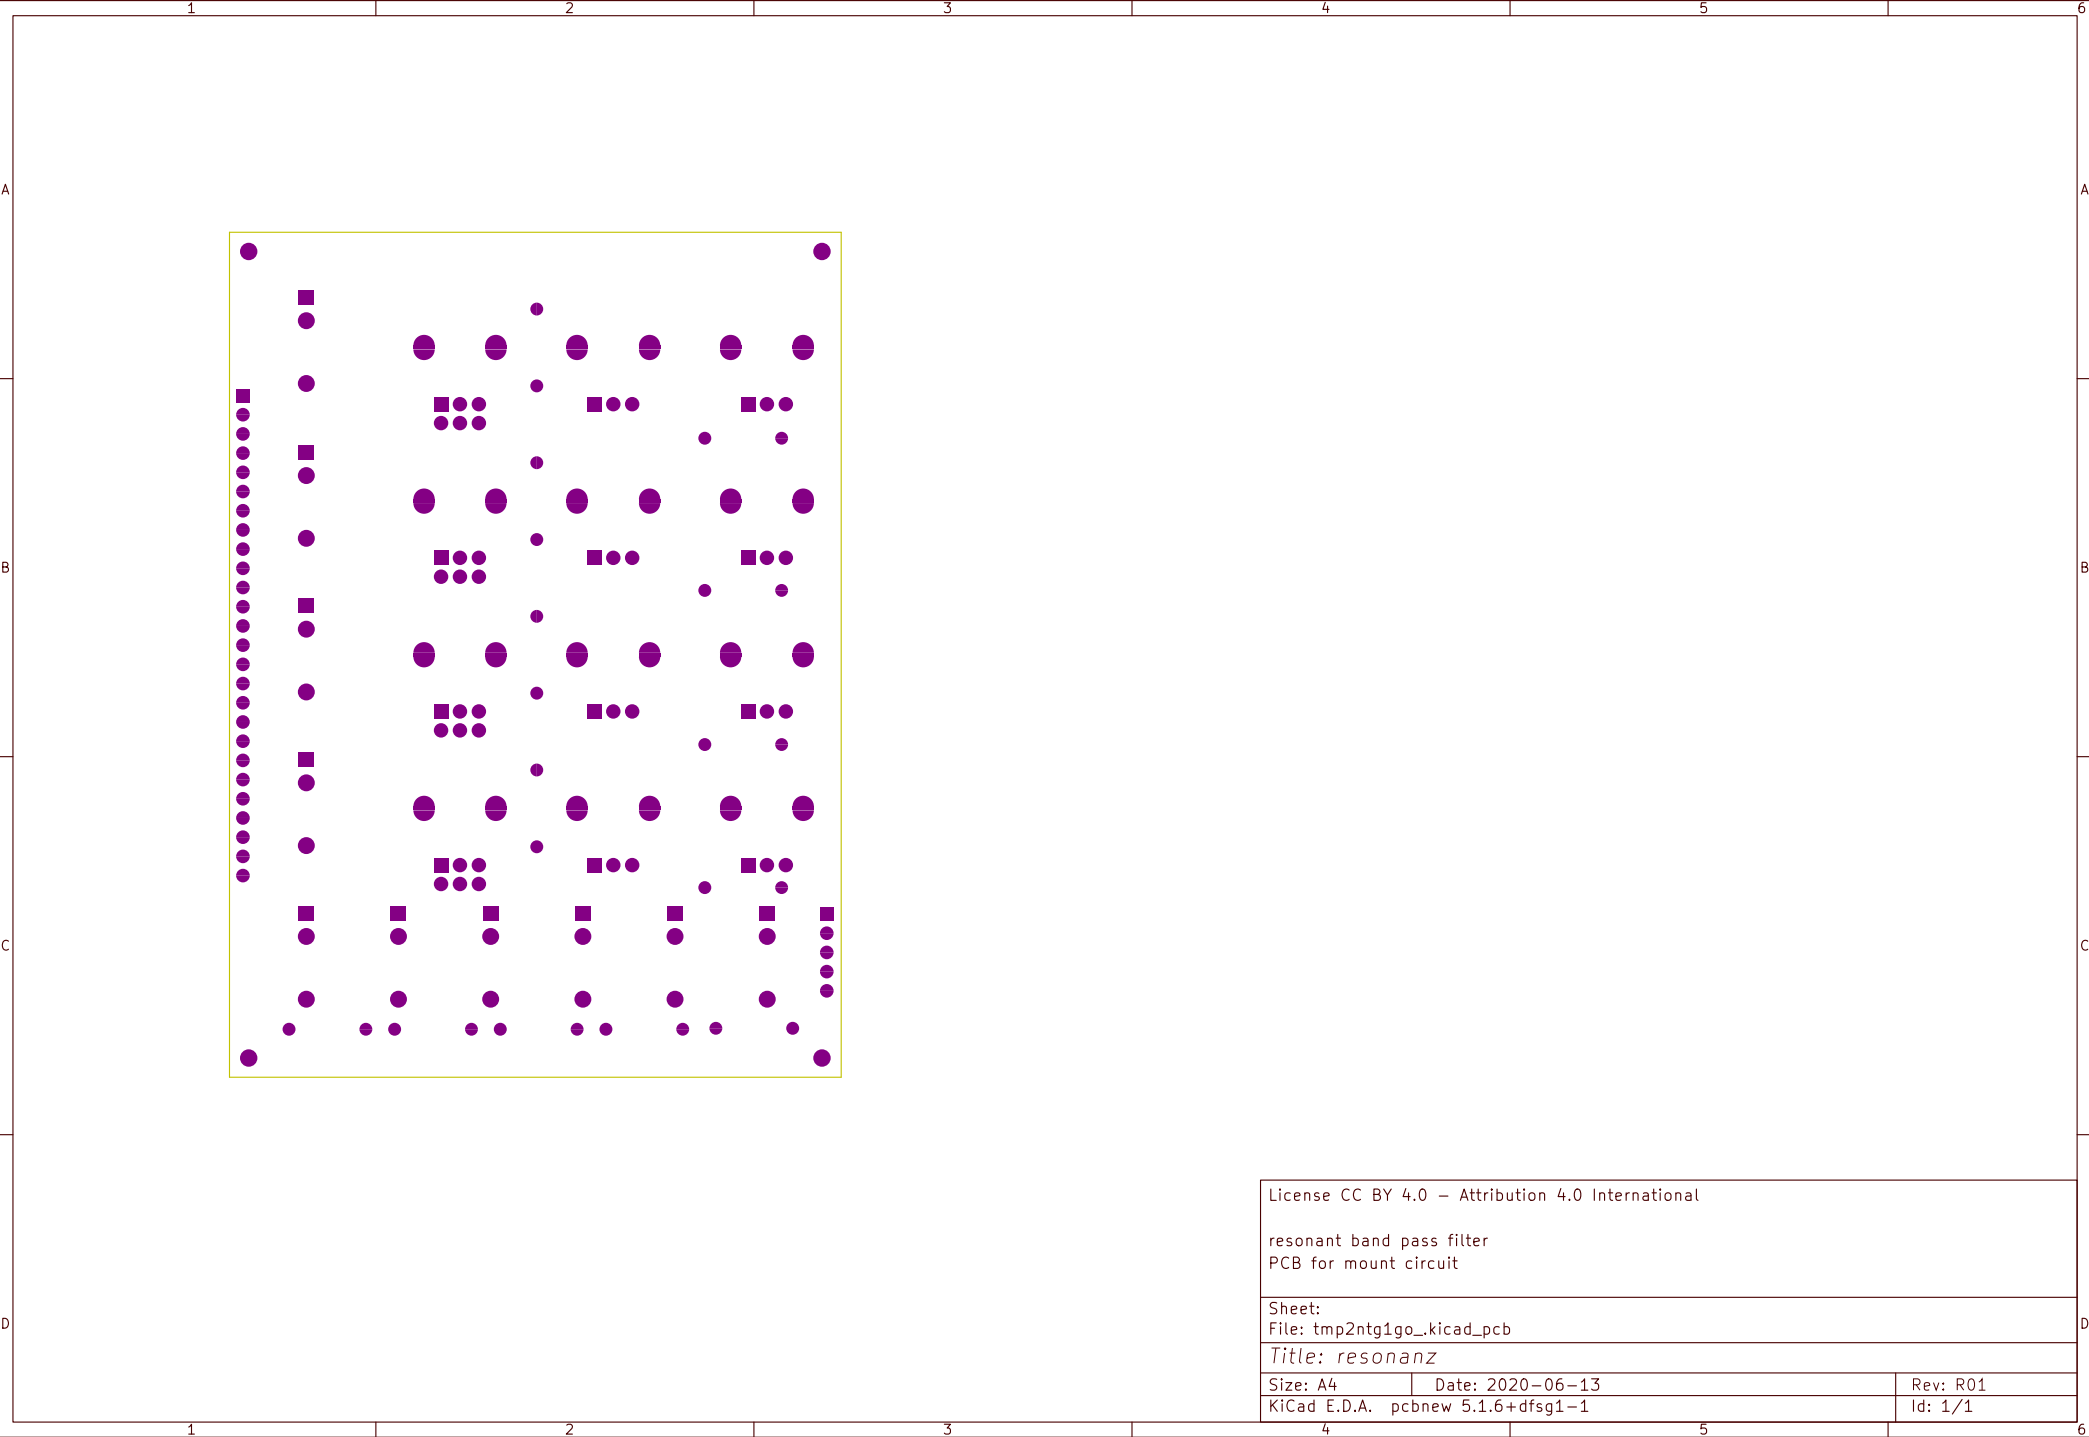 1 2 3 4 5 6
A A
B B
C C
License CC BY 4.0 - Attribution 4.0 International
resonant band pass filter
PCB for mount circuit
Sheet:
D D
File: tmp2ntg1go_.kicad_pcb
Title: resonanz
Size: A4 Date: 2020-06-13 Rev: R01
KiCad E.D.A. pcbnew 5.1.6+dfsg1-1 Id: 1/1
1 2 3 4 5 6